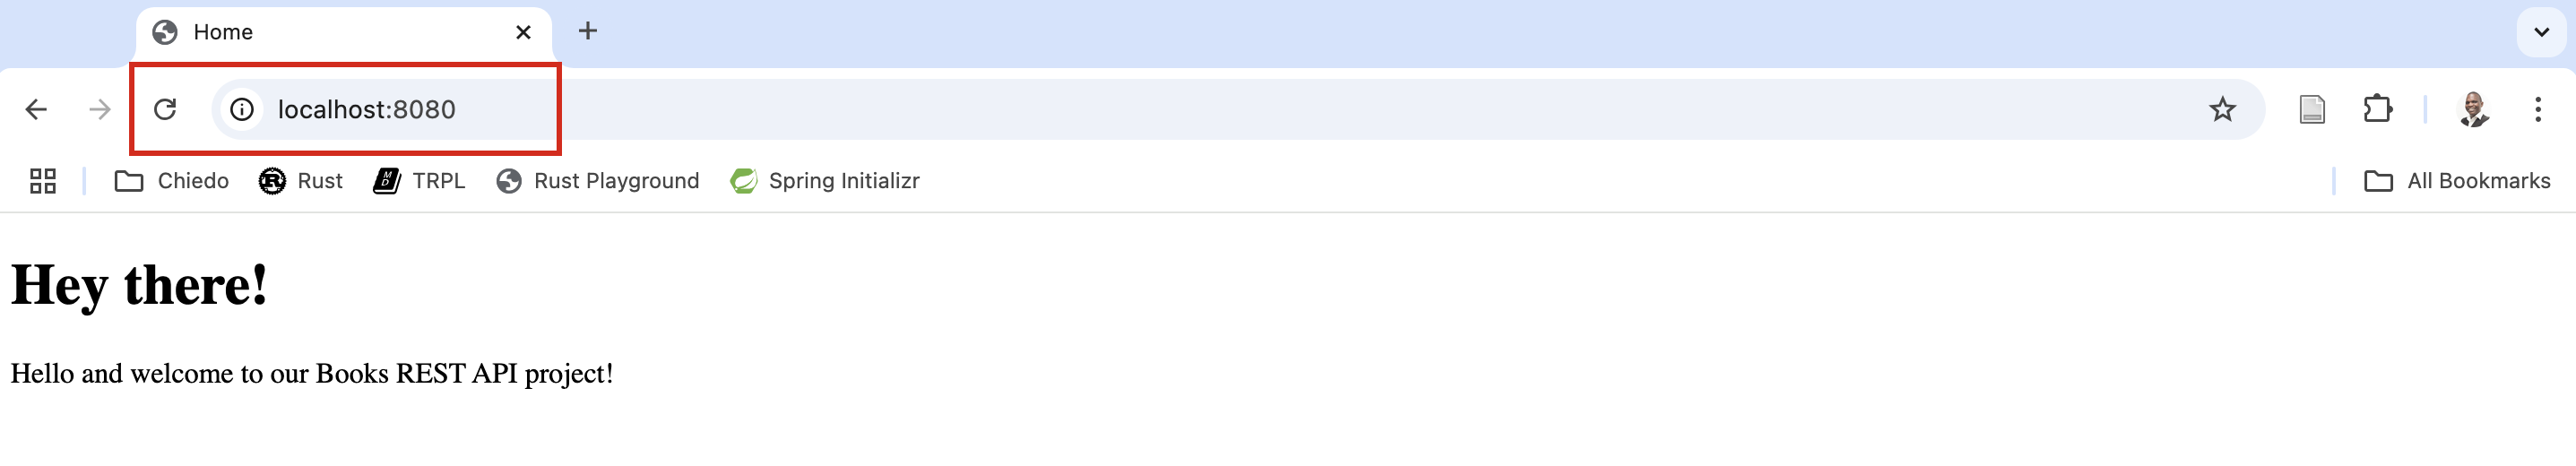 Home
localhost:8080
Chiedo Rust TRPL Rust Playground Spring Initializr All Bookmarks
Hey there!
Hello and welcome to our Books REST API project!